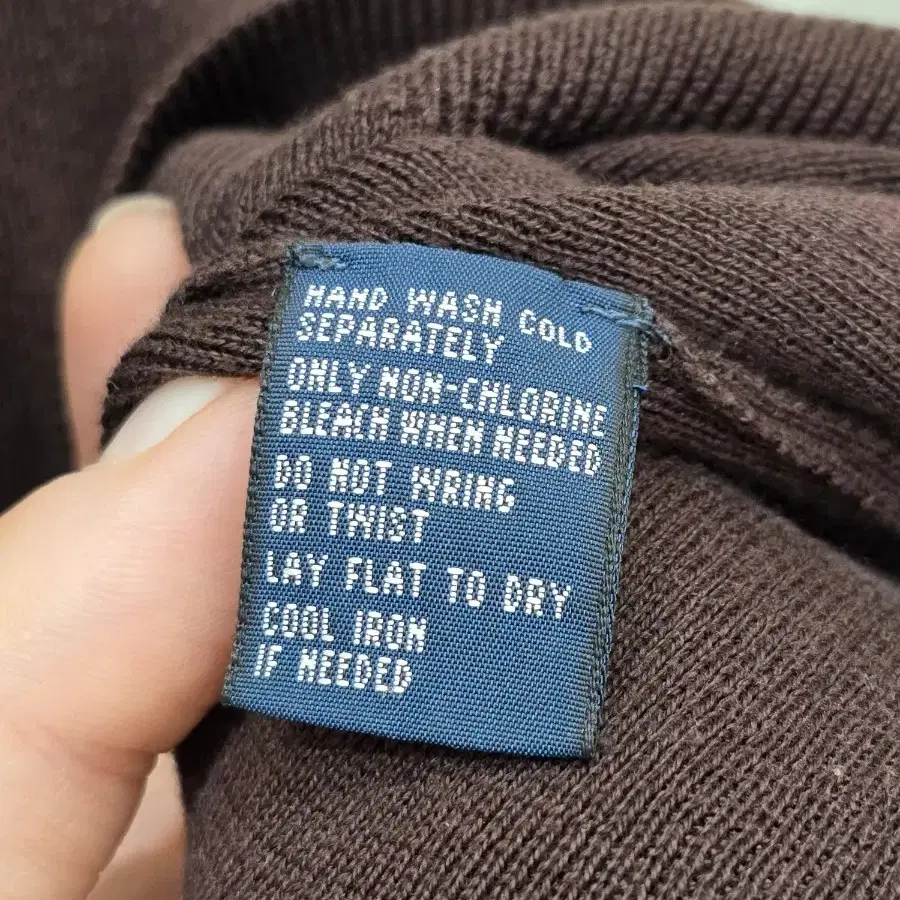 HAND WASH COLD
SEPARATELY
ONLY NON-CHLORINE
BLEACH WHEN NEEDED
DO NOT WRING
OR TWIST
LAY FLAT TO DRY
COOL IRON
IF NEEDED